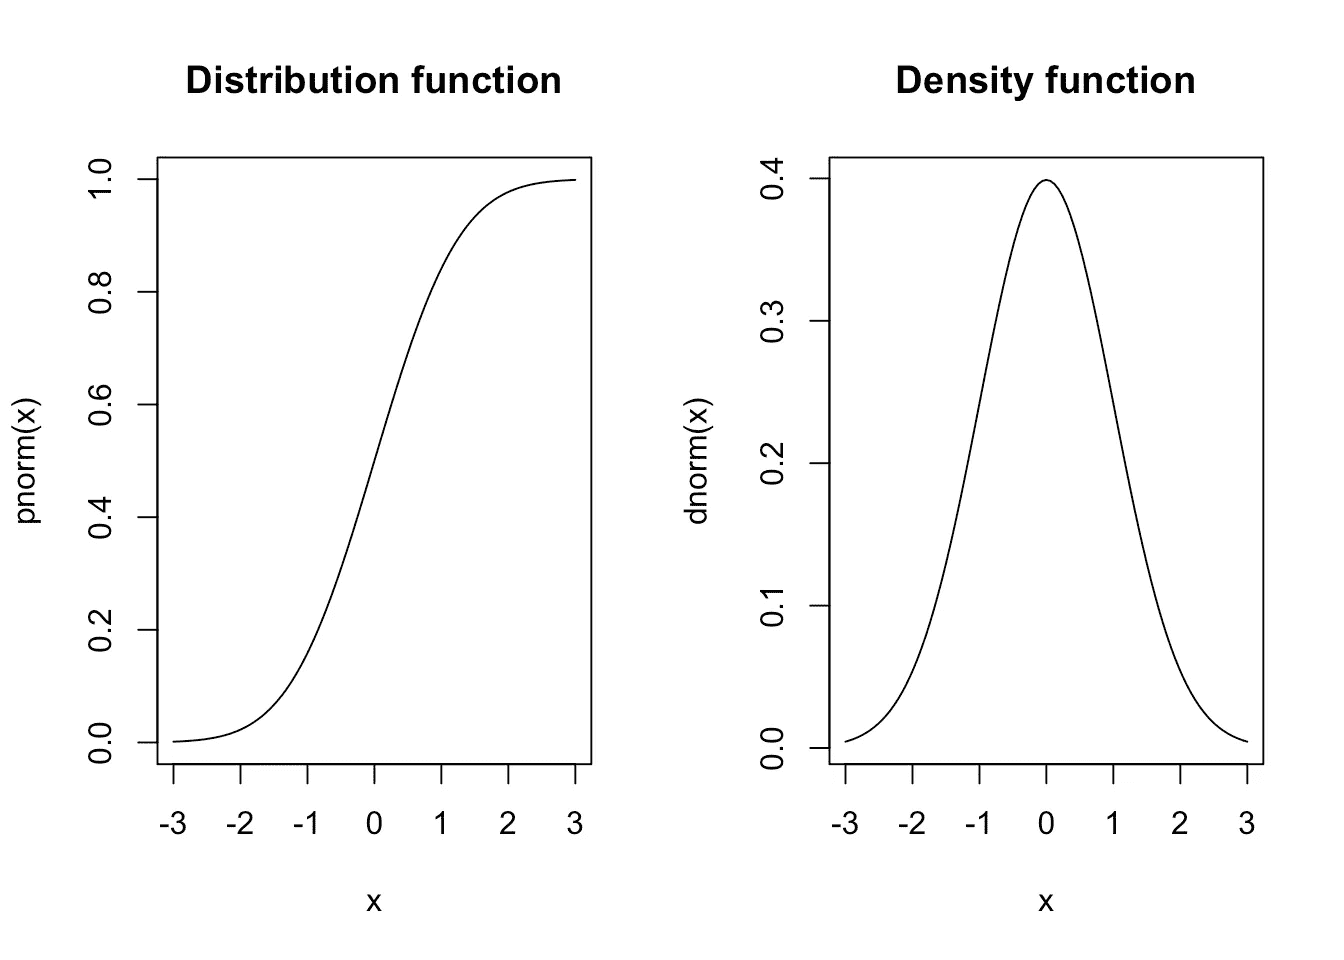 Distribution function
pnorm(x)
1.0
0.8
0.6
0.4
0.2
0.0
-3 -2 -1 0 1 2 3
x
Density function
dnorm(x)
0.4
0.3
0.2
0.1
0.0
-3 -2 -1 0 1 2 3
x